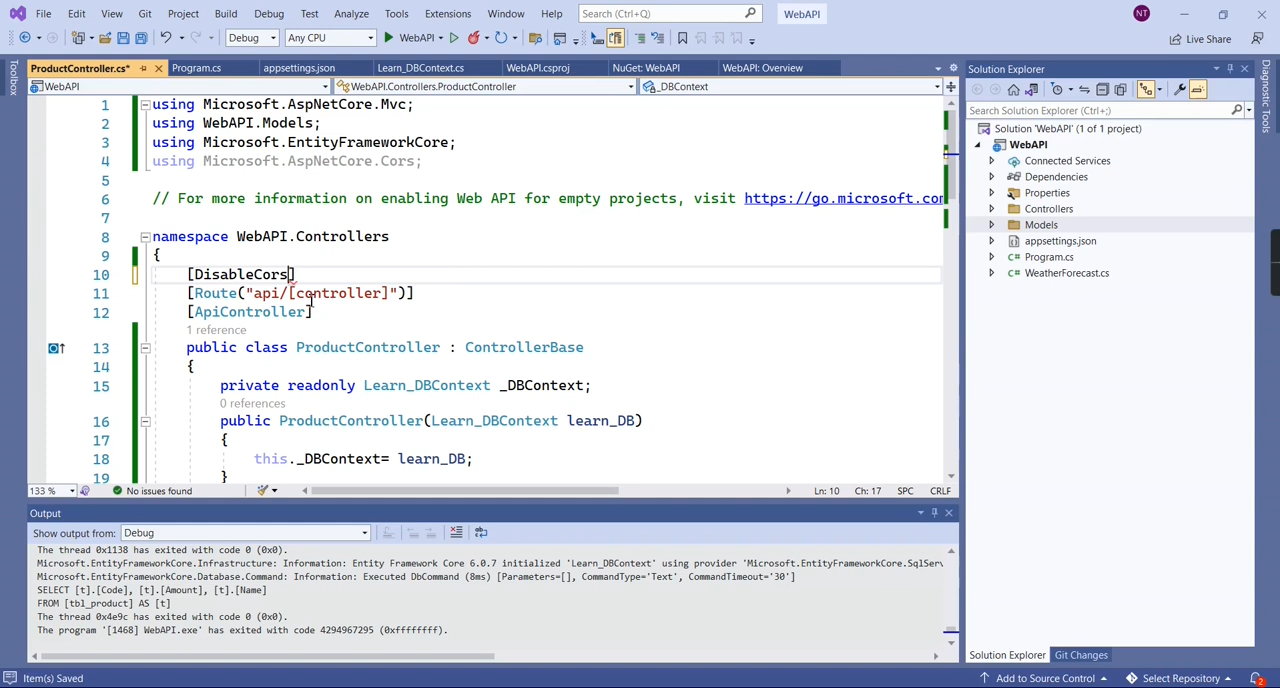 File Edit View Git Project Build Debug Test Analyze Tools Extensions Window Help Search (Ctrl+Q) WebAPI NT
Debug Any CPU WebAPI Live Share
ProductController.cs* Program.cs appsettings.json Learn_DBContext.cs WebAPI.csproj NuGet: WebAPI WebAPI: Overview
WebAPI WebAPI.Controllers.ProductController _DBContext
Toolbox
1 using Microsoft.AspNetCore.Mvc;
2 using WebAPI.Models;
3 using Microsoft.EntityFrameworkCore;
4 using Microsoft.AspNetCore.Cors;
5
6 // For more information on enabling Web API for empty projects, visit https://go.microsoft.com
7
8 namespace WebAPI.Controllers
9 {
10 [DisableCors]
11 [Route("api/[controller]")]
12 [ApiController]
1 reference
13 public class ProductController : ControllerBase
14 {
15 private readonly Learn_DBContext _DBContext;
0 references
16 public ProductController(Learn_DBContext learn_DB)
17 {
18 this._DBContext= learn_DB;
19 }
133 % No issues found Ln: 10 Ch: 17 SPC CRLF
Output
Show output from: Debug
The thread 0x1138 has exited with code 0 (0x0).
Microsoft.EntityFrameworkCore.Infrastructure: Information: Entity Framework Core 6.0.7 initialized 'Learn_DBContext' using provider 'Microsoft.EntityFrameworkCore.SqlServ
Microsoft.EntityFrameworkCore.Database.Command: Information: Executed DbCommand (8ms) [Parameters=[], CommandType='Text', CommandTimeout='30']
SELECT [t].[Code], [t].[Amount], [t].[Name]
FROM [tbl_product] AS [t]
The thread 0x4e9c has exited with code 0 (0x0).
The program '[1468] WebAPI.exe' has exited with code 4294967295 (0xffffffff).
Solution Explorer
Search Solution Explorer (Ctrl+;)
Solution 'WebAPI' (1 of 1 project)
WebAPI
Connected Services
Dependencies
Properties
Controllers
Models
appsettings.json
Program.cs
WeatherForecast.cs
Solution Explorer Git Changes
Diagnostic Tools
Item(s) Saved Add to Source Control Select Repository 2